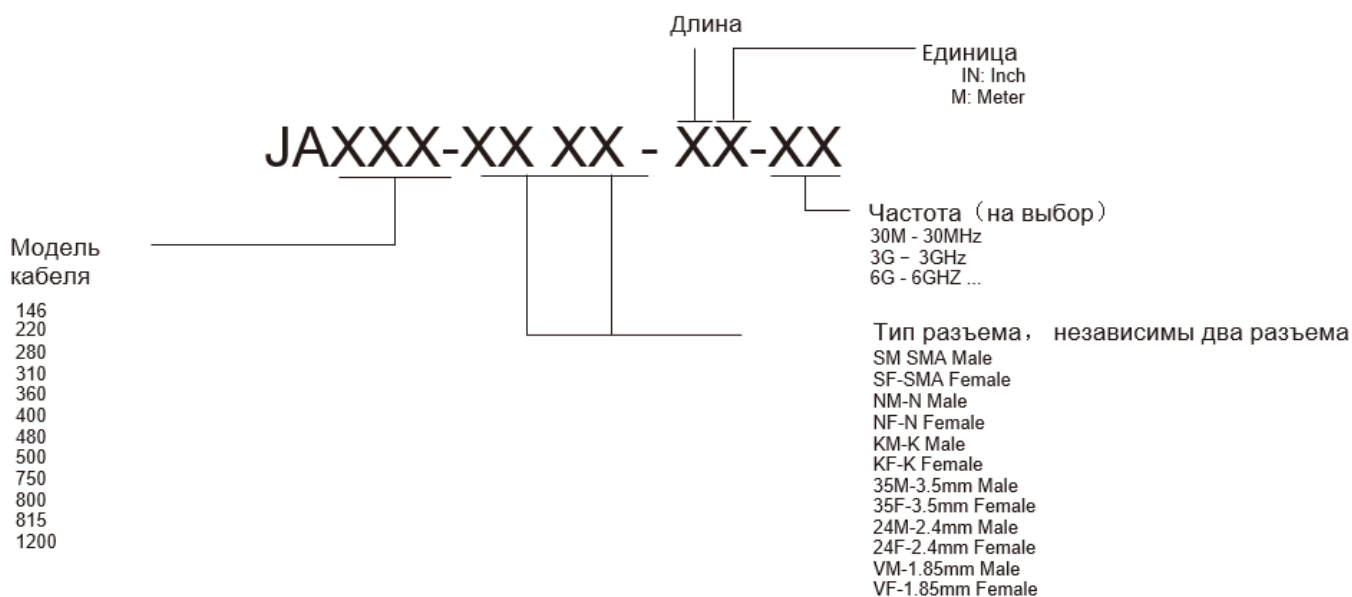 Длина
Единица
IN: Inch
M: Meter
JAXXX-XX XX - XX-XX
Частота（на выбор）
30M - 30MHz
3G – 3GHz
6G - 6GHZ ...
Модель
кабеля
146
220
280
310
360
400
480
500
750
800
815
1200
Тип разъема， независимы два разъема
SM SMA Male
SF-SMA Female
NM-N Male
NF-N Female
KM-K Male
KF-K Female
35M-3.5mm Male
35F-3.5mm Female
24M-2.4mm Male
24F-2.4mm Female
VM-1.85mm Male
VF-1.85mm Female